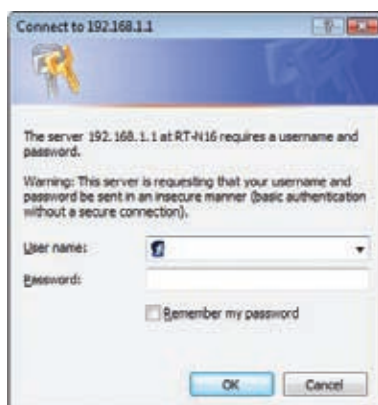 Connect to 192.168.1.1
The server 192.168.1.1 at RT-N16 requires a username and
password.
Warning: This server is requesting that your username and
password be sent in an insecure manner (basic authentication
without a secure connection).
User name:
Password:
Remember my password
OK
Cancel